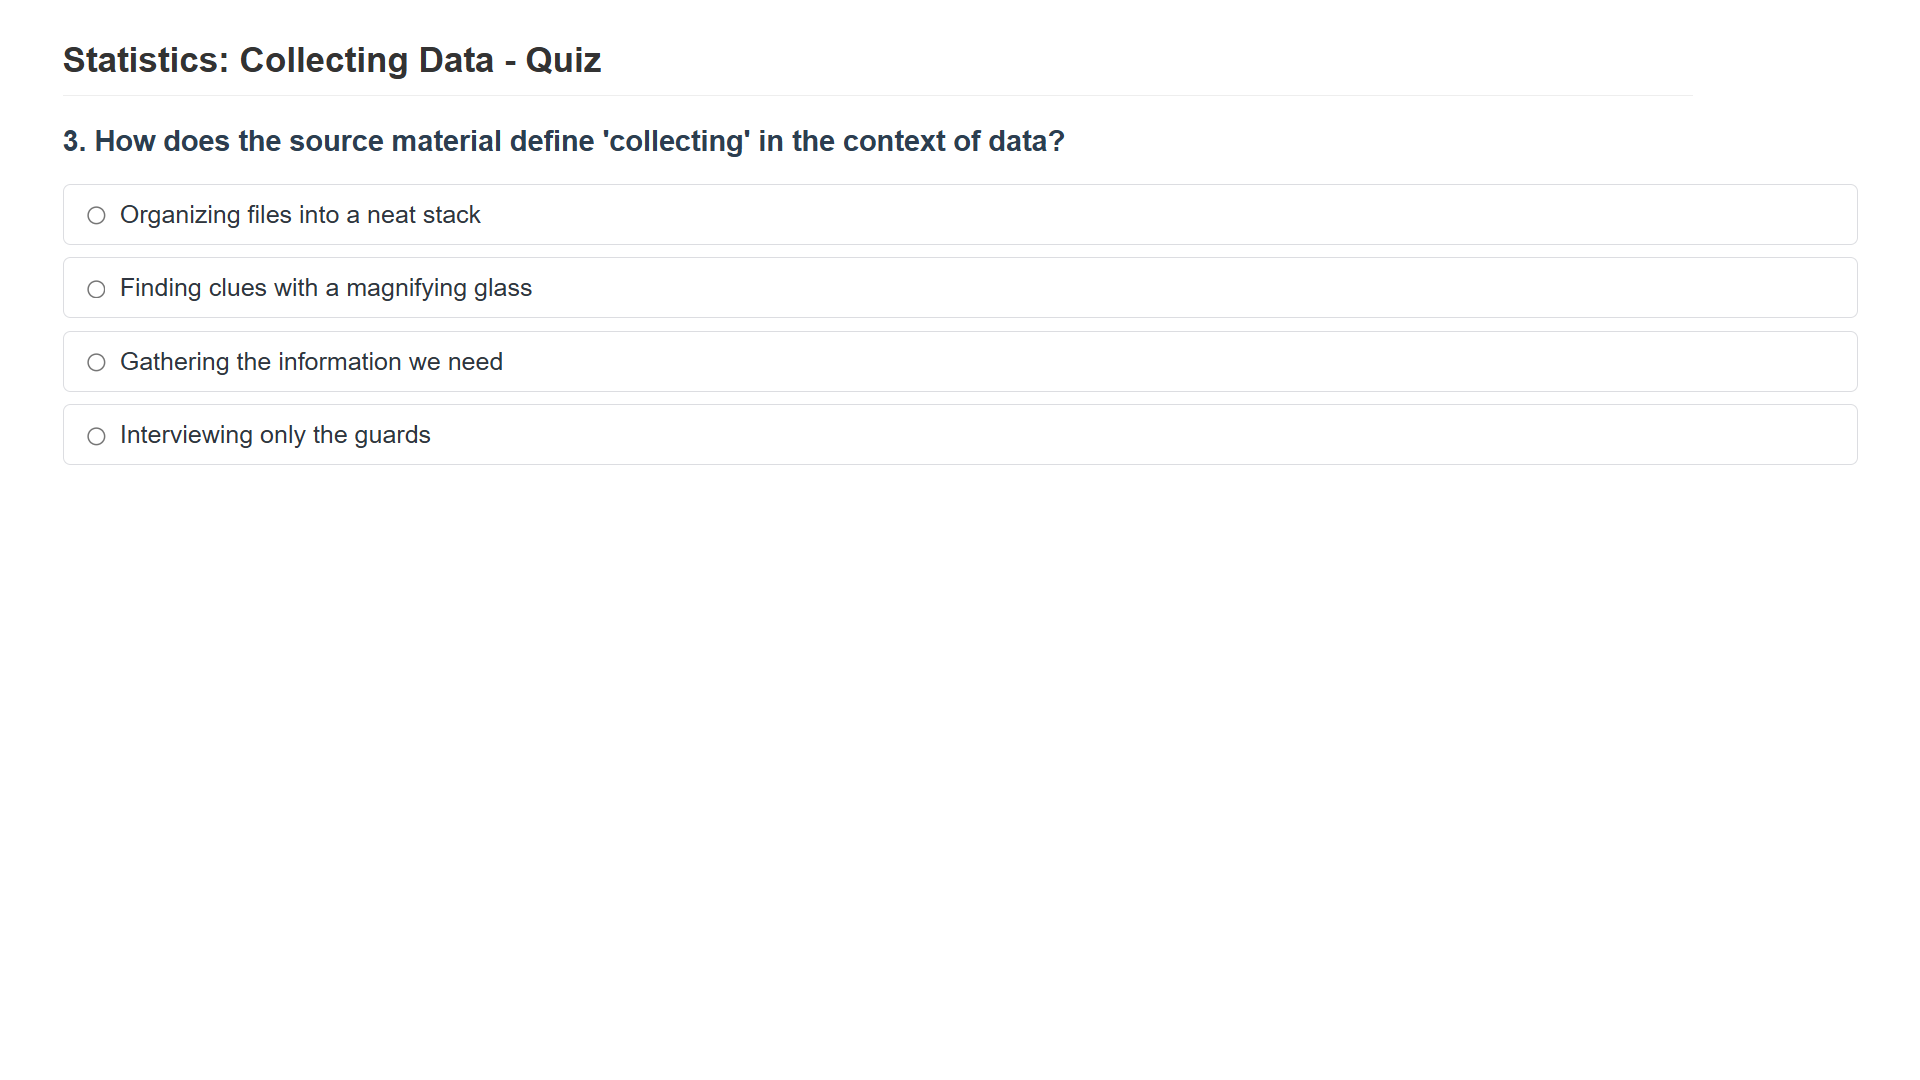 Statistics: Collecting Data - Quiz
3. How does the source material define 'collecting' in the context of data?
Organizing files into a neat stack
Finding clues with a magnifying glass
Gathering the information we need
Interviewing only the guards